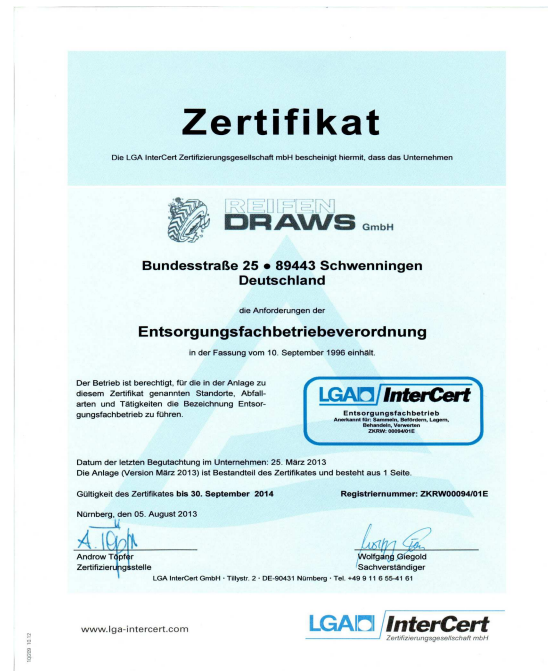 Zertifikat
Die LGA InterCert Zertifizierungsgesellschaft mbH bescheinigt hiermit, dass das Unternehmen
REIFEN
DRAWS GmbH
Bundesstraße 25 ● 89443 Schwenningen
Deutschland
die Anforderungen der
Entsorgungsfachbetriebeverordnung
in der Fassung vom 10. September 1996 einhält.
Der Betrieb ist berechtigt, für die in der Anlage zu
diesem Zertifikat genannten Standorte, Abfall-
arten und Tätigkeiten die Bezeichnung Entsor-
gungsfachbetrieb zu führen.
LGA InterCert
Entsorgungsfachbetrieb
Anerkannt für: Sammeln, Befördern, Lagern,
Behandeln, Verwerten
ZKRW: 00094/01E
Datum der letzten Begutachtung im Unternehmen: 25. März 2013
Die Anlage (Version März 2013) ist Bestandteil des Zertifikates und besteht aus 1 Seite.
Gültigkeit des Zertifikates bis 30. September 2014 Registriernummer: ZKRW00094/01E
Nürnberg, den 05. August 2013
Androw Töpfer
Zertifizierungsstelle
Wolfgang Giegold
Sachverständiger
LGA InterCert GmbH · Tillystr. 2 · DE-90431 Nürnberg · Tel. +49 9 11 6 55-41 61
www.lga-intercert.com
LGA InterCert
Zertifizierungsgesellschaft mbH